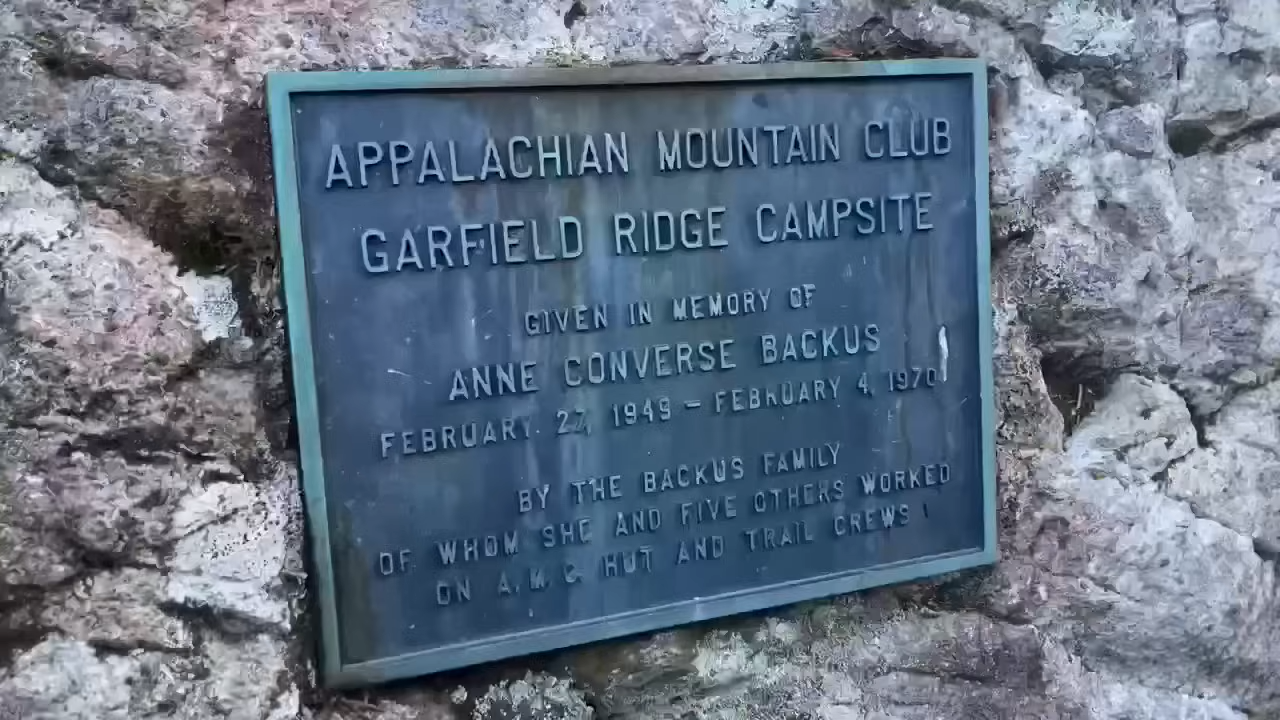 APPALACHIAN MOUNTAIN CLUB
GARFIELD RIDGE CAMPSITE
GIVEN IN MEMORY OF
ANNE CONVERSE BACKUS
FEBRUARY 27, 1949 – FEBRUARY 4, 1970
BY THE BACKUS FAMILY
OF WHOM SHE AND FIVE OTHERS WORKED
ON A.M.C. HUT AND TRAIL CREWS